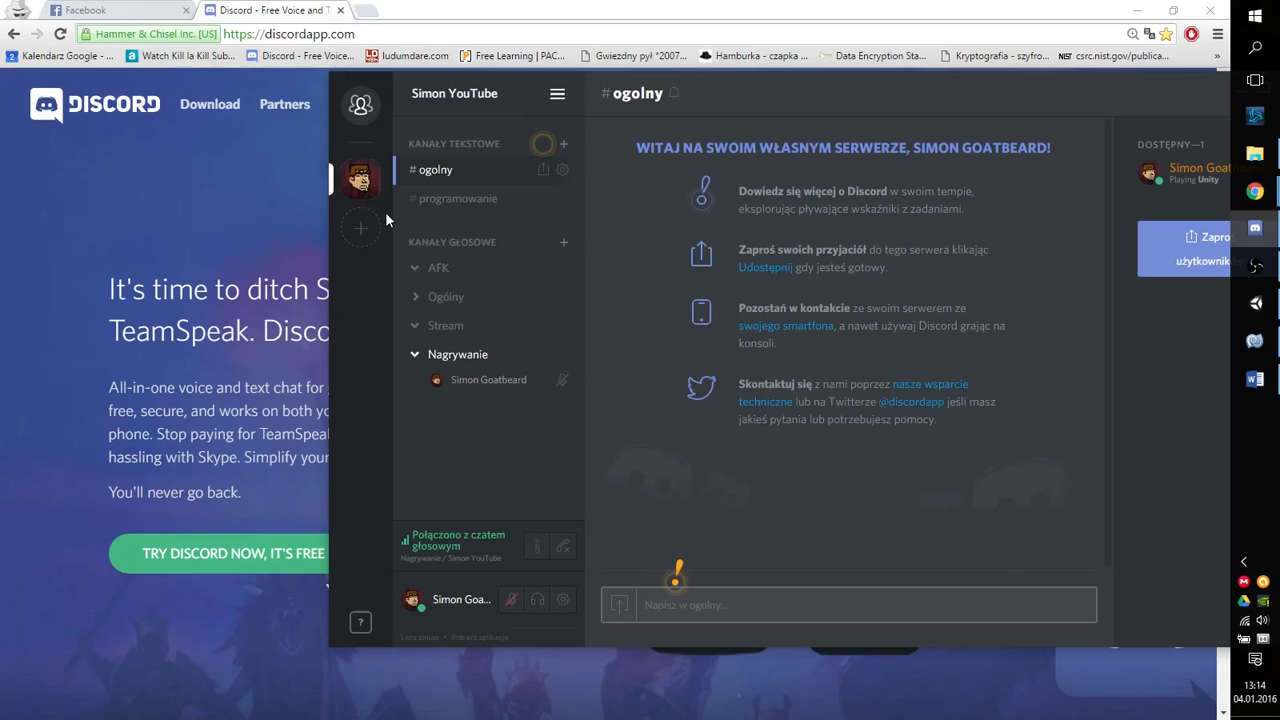 Facebook
Discord - Free Voice and T
Hammer & Chisel Inc. [US]
https://discordapp.com
Kalendarz Google - ...
Watch Kill la Kill Sub...
Discord - Free Voice...
ludumdare.com
Free Learning | PAC...
Gwiezdny pył *2007...
Hamburka - czapka ...
Data Encryption Sta...
Kryptografia - szyfro...
NIST
csrc.nist.gov/publica...
DISCORD
Download
Partners
It's time to ditch S
TeamSpeak. Disco
All-in-one voice and text chat for
free, secure, and works on both yo
phone. Stop paying for TeamSpeak
hassling with Skype. Simplify your
You'll never go back.
TRY DISCORD NOW, IT'S FREE
Simon YouTube
KANAŁY TEKSTOWE
# ogolny
# programowanie
KANAŁY GŁOSOWE
AFK
Ogólny
Stream
Nagrywanie
Simon Goatbeard
Połączono z czatem
głosowym
Nagrywanie / Simon YouTube
Simon Goa...
Lista zmian • Pobierz aplikacje
?
# ogolny
WITAJ NA SWOIM WŁASNYM SERWERZE, SIMON GOATBEARD!
Dowiedz się więcej o Discord w swoim tempie,
eksplorując pływające wskaźniki z zadaniami.
Zaproś swoich przyjaciół do tego serwera klikając
Udostępnij gdy jesteś gotowy.
Pozostań w kontakcie ze swoim serwerem ze
swojego smartfona, a nawet używaj Discord grając na
konsoli.
Skontaktuj się z nami poprzez nasze wsparcie
techniczne lub na Twitterze @discordapp jeśli masz
jakieś pytania lub potrzebujesz pomocy.
Napisz w ogolny...
DOSTĘPNY—1
Simon Goatbeard
Playing Unity
Zaproś
użytkowników
13:14
04.01.2016